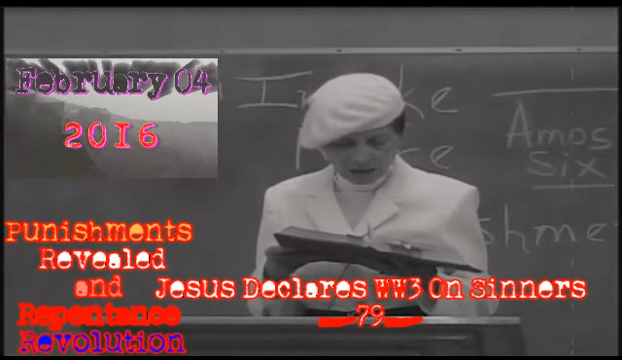 February 04
2016
Amos
Six
Punishments
Revealed
and
Repentance
Revolution
Jesus Declares WW3 On Sinners
79